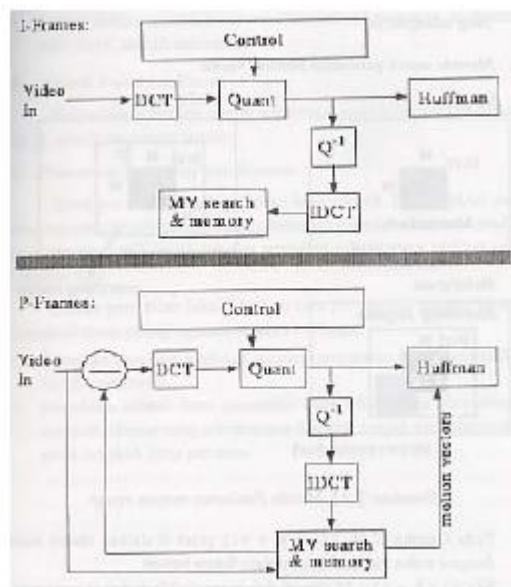 I-Frames:
Control
Video
In
DCT
Quant
Huffman
Q-1
MV search
& memory
IDCT
P-Frames:
Control
Video
In
DCT
Quant
Huffman
Q-1
IDCT
motion vectors
MV search
& memory